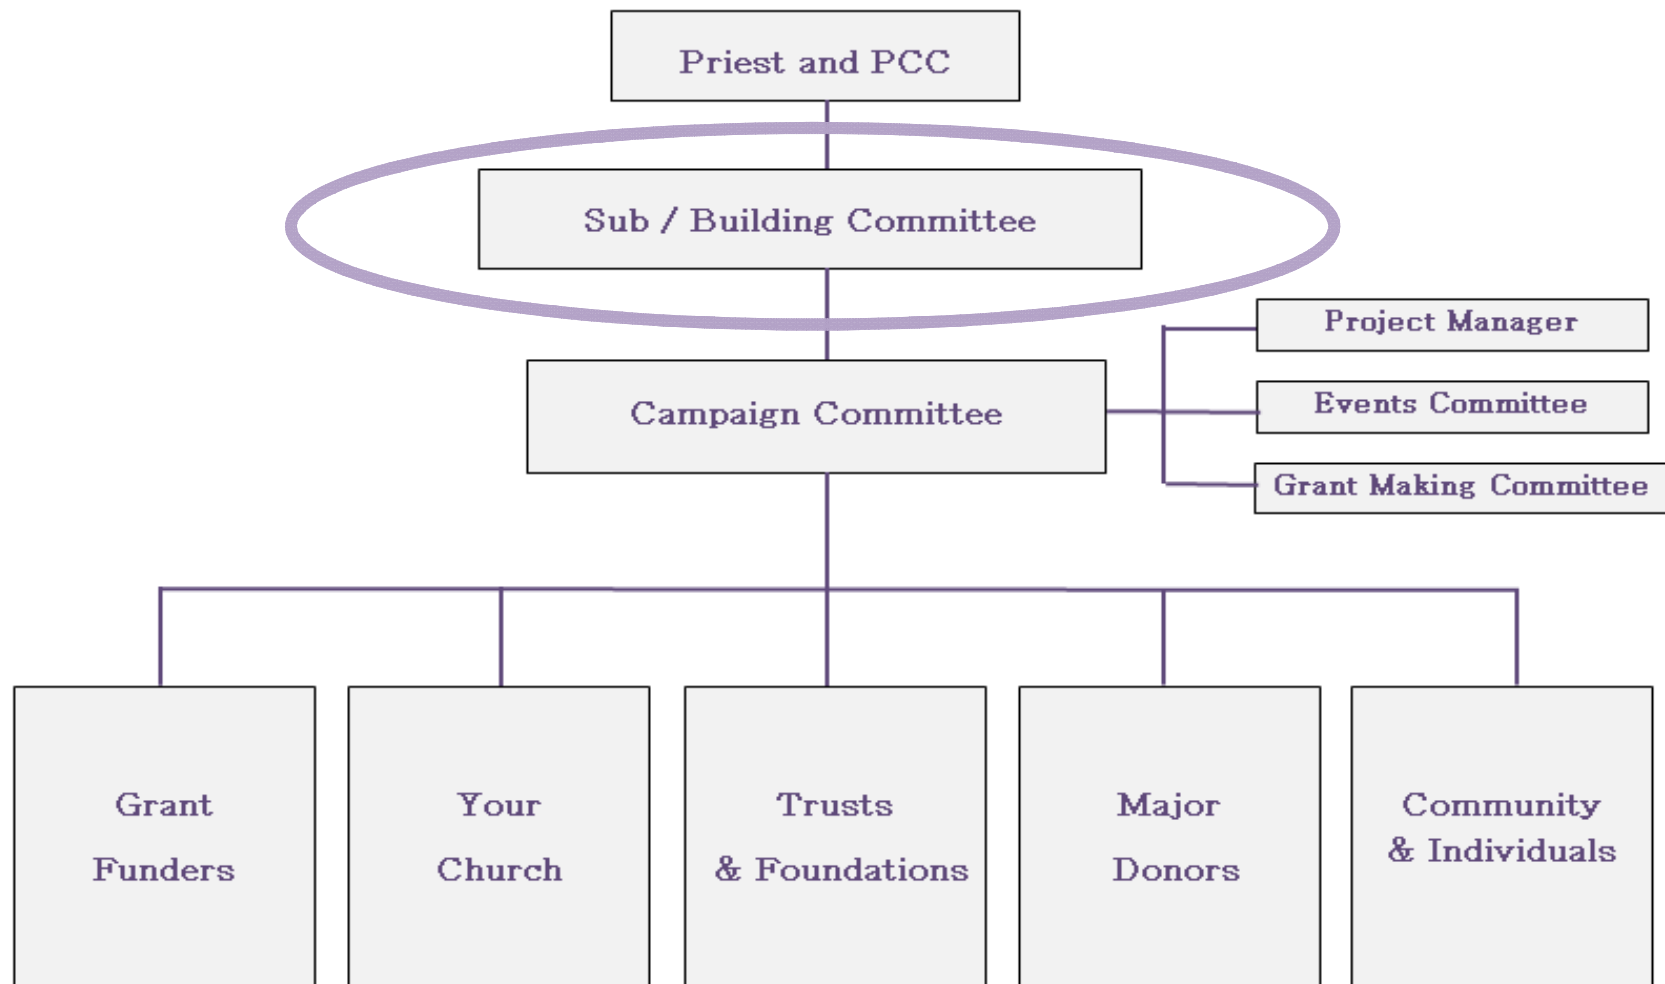 Priest and PCC
Sub / Building Committee
Project Manager
Campaign Committee
Events Committee
Grant Making Committee
Grant
Funders
Your
Church
Trusts
& Foundations
Major
Donors
Community
& Individuals